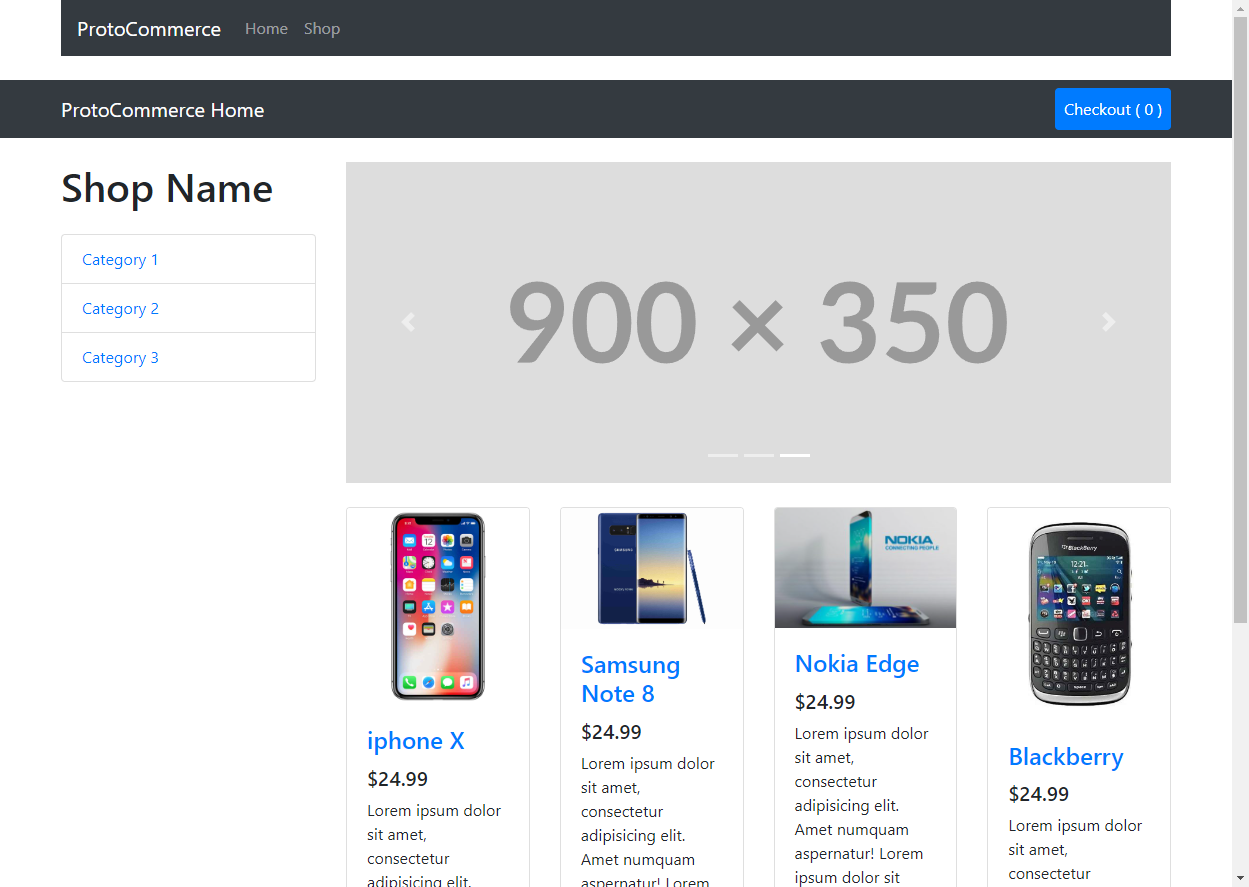 ProtoCommerce Home Shop
ProtoCommerce Home
Checkout ( 0 )
Shop Name
Category 1
Category 2
Category 3
900 × 350
iphone X
$24.99
Lorem ipsum dolor
sit amet,
consectetur
adipisicing elit.
SAMSUNG
Samsung
Note 8
$24.99
Lorem ipsum dolor
sit amet,
consectetur
adipisicing elit.
Amet numquam
aspernatur! Lorem
NOKIA
CONNECTING PEOPLE
Nokia Edge
$24.99
Lorem ipsum dolor
sit amet,
consectetur
adipisicing elit.
Amet numquam
aspernatur! Lorem
ipsum dolor sit
BlackBerry
12:21
Blackberry
$24.99
Lorem ipsum dolor
sit amet,
consectetur